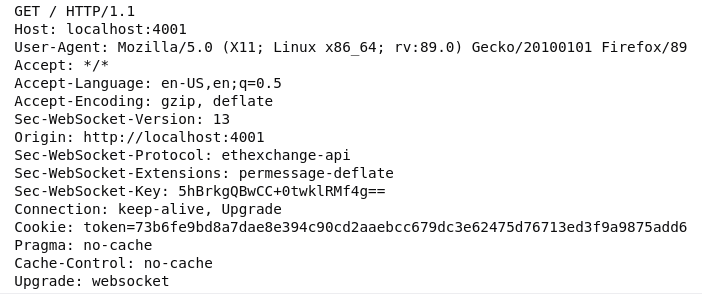 GET / HTTP/1.1
Host: localhost:4001
User-Agent: Mozilla/5.0 (X11; Linux x86_64; rv:89.0) Gecko/20100101 Firefox/89
Accept: */*
Accept-Language: en-US,en;q=0.5
Accept-Encoding: gzip, deflate
Sec-WebSocket-Version: 13
Origin: http://localhost:4001
Sec-WebSocket-Protocol: ethexchange-api
Sec-WebSocket-Extensions: permessage-deflate
Sec-WebSocket-Key: 5hBrkgQBwCC+0twklRMf4g==
Connection: keep-alive, Upgrade
Cookie: token=73b6fe9bd8a7dae8e394c90cd2aaebcc679dc3e62475d76713ed3f9a9875add6
Pragma: no-cache
Cache-Control: no-cache
Upgrade: websocket